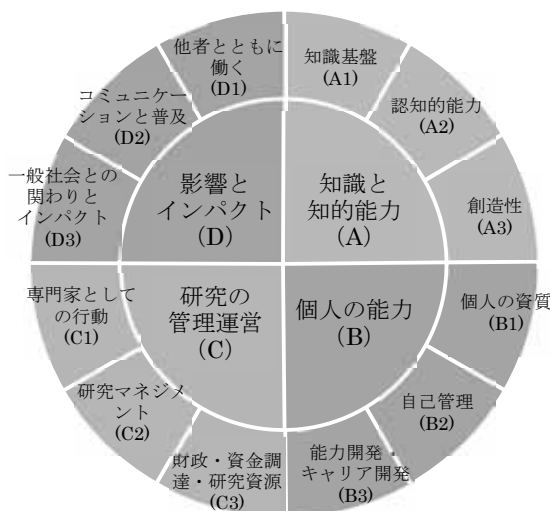 知識基盤
(A1)
認知的能力
(A2)
創造性
(A3)
知識と
知的能力
(A)
個人の資質
(B1)
自己管理
(B2)
能力開発・
キャリア開発
(B3)
個人の能力
(B)
専門家として
の行動
(C1)
研究マネジメ
ント
(C2)
財政・資金調
達・研究資源
(C3)
研究の
管理運営
(C)
他者とともに
働く
(D1)
コミュニケー
ションと普及
(D2)
一般社会との
関わりと
インパクト
(D3)
影響と
インパクト
(D)